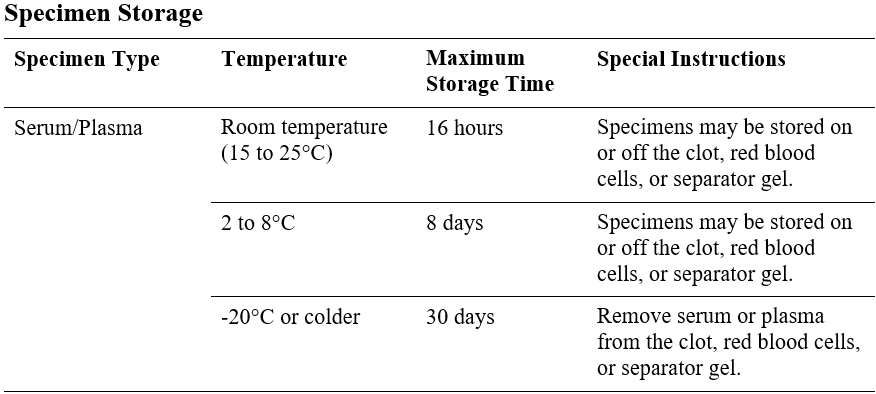 Specimen Storage
Specimen Type Temperature Maximum Storage Time Special Instructions
Serum/Plasma Room temperature (15 to 25°C) 16 hours Specimens may be stored on or off the clot, red blood cells, or separator gel.
2 to 8°C 8 days Specimens may be stored on or off the clot, red blood cells, or separator gel.
-20°C or colder 30 days Remove serum or plasma from the clot, red blood cells, or separator gel.